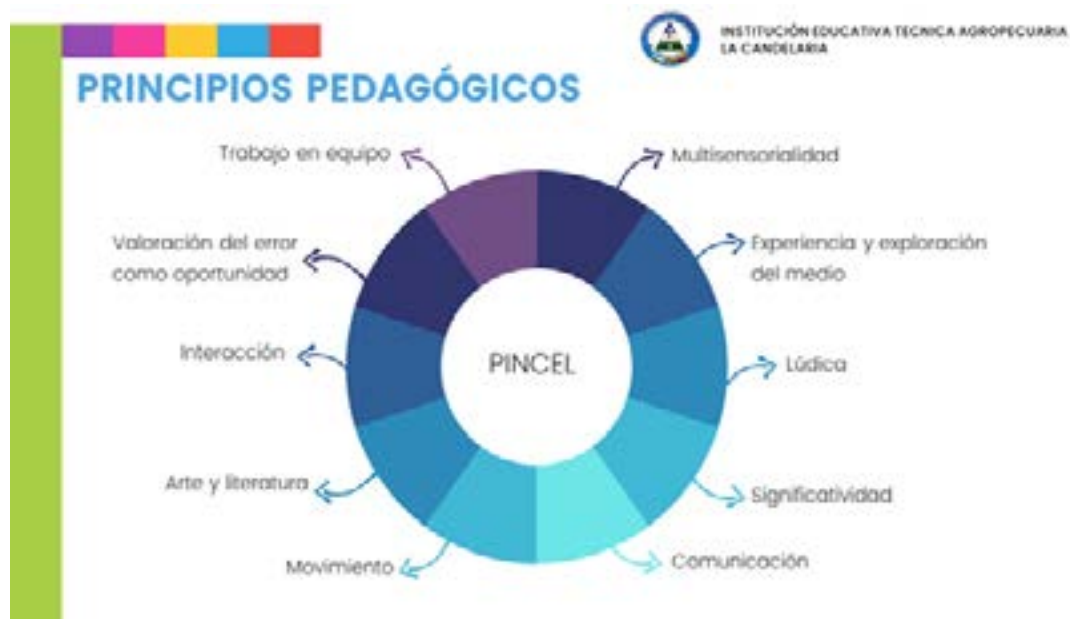 INSTITUCIÓN EDUCATIVA TECNICA AGROPECUARIA
LA CANDELARIA
PRINCIPIOS PEDAGÓGICOS
Trabajo en equipo
Multisensorialidad
Valoración del error
como oportunidad
Experiencia y exploración
del medio
Interacción
PINCEL
Lúdica
Arte y literatura
Significatividad
Movimiento
Comunicación